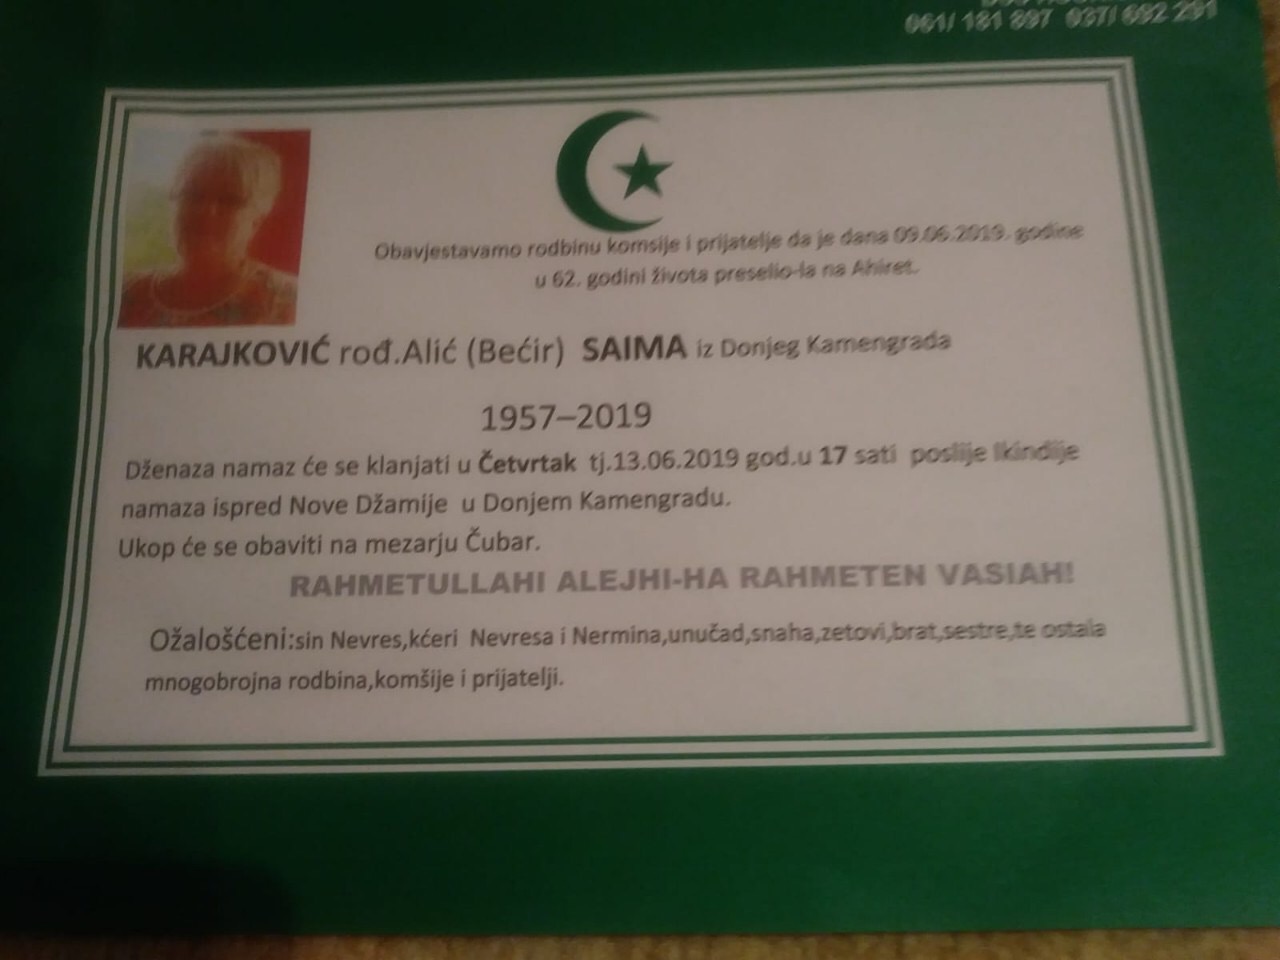 061/ 181 897 037/ 692 291
Obavjestavamo rodbinu komsije i prijatelje da je dana 09.06.2019. godine
u 62. godini života preselio-la na Ahiret.
KARAJKOVIĆ rođ.Alić (Bećir) SAIMA iz Donjeg Kamengrada
1957–2019
Dženaza namaz će se klanjati u Četvrtak tj.13.06.2019 god.u 17 sati poslije Ikindije
namaza ispred Nove Džamije u Donjem Kamengradu.
Ukop će se obaviti na mezarju Čubar.
RAHMETULLAHI ALEJHI-HA RAHMETEN VASIAH!
Ožalošćeni:sin Nevres,kćeri Nevresa i Nermina,unučad,snaha,zetovi,brat,sestre,te ostala
mnogobrojna rodbina,komšije i prijatelji.